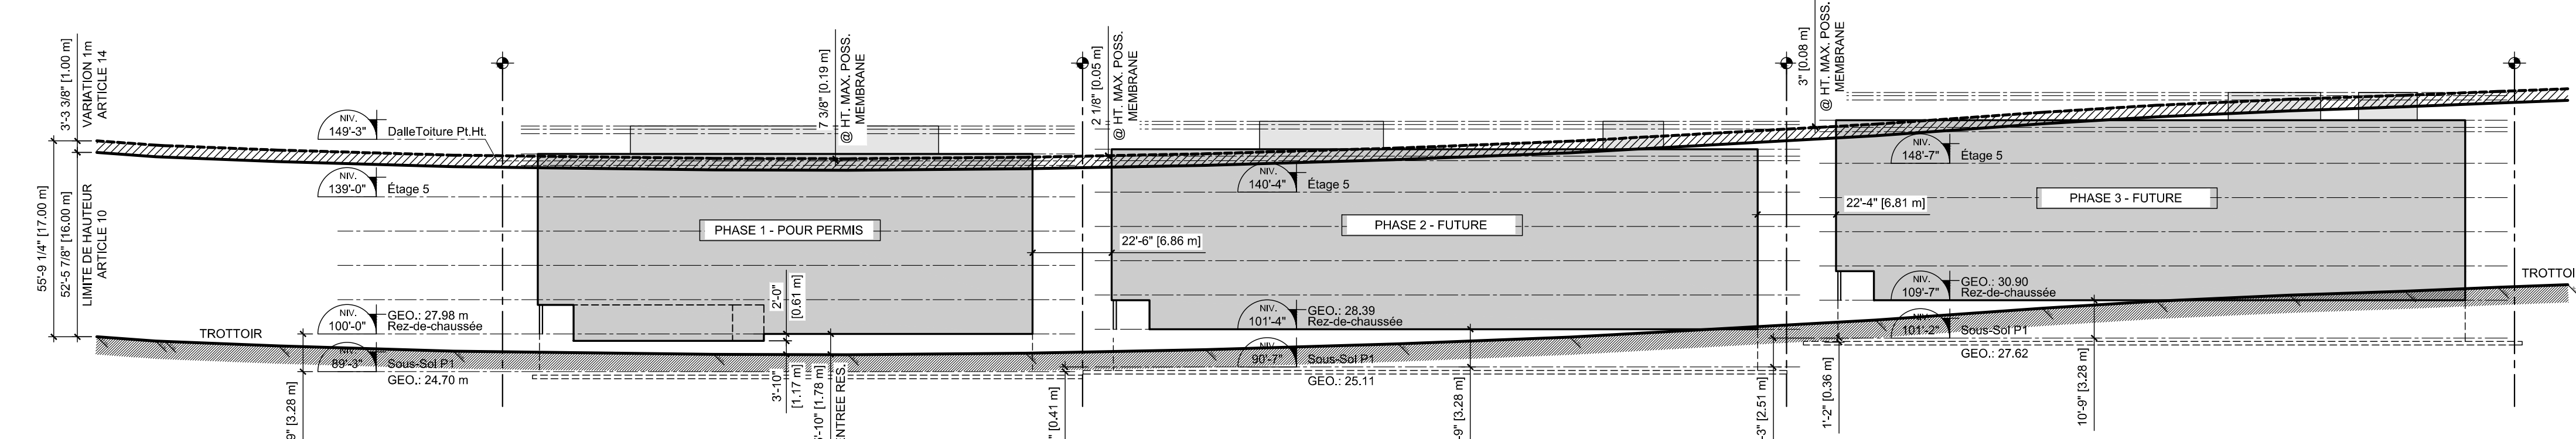 3'-3 3/8" [1.00 m]
VARIATION 1m
ARTICLE 14
55'-9 1/4" [17.00 m]
52'-5 7/8" [16.00 m]
LIMITE DE HAUTEUR
ARTICLE 10
NIV.
149'-3"
DalleToiture Pt.Ht.
NIV.
139'-0"
Étage 5
TROTTOIR
NIV.
100'-0"
GEO.: 27.98 m
Rez-de-chaussée
NIV.
89'-3"
Sous-Sol P1
GEO.: 24.70 m
9" [3.28 m]
7 3/8" [0.19 m]
@ HT. MAX. POSS.
MEMBRANE
PHASE 1 - POUR PERMIS
2'-0"
[0.61 m]
3'-10"
[1.17 m]
'-10" [1.78 m]
ENTREE RES.
22'-6" [6.86 m]
2 1/8" [0.05 m]
@ HT. MAX. POSS.
MEMBRANE
" [0.41 m]
NIV.
140'-4"
Étage 5
PHASE 2 - FUTURE
NIV.
101'-4"
GEO.: 28.39
Rez-de-chaussée
NIV.
90'-7"
Sous-Sol P1
GEO.: 25.11
-9" [3.28 m]
-3" [2.51 m]
3" [0.08 m]
@ HT. MAX. POSS.
MEMBRANE
22'-4" [6.81 m]
NIV.
148'-7"
Étage 5
PHASE 3 - FUTURE
NIV.
109'-7"
GEO.: 30.90
Rez-de-chaussée
NIV.
101'-2"
Sous-Sol P1
GEO.: 27.62
1'-2" [0.36 m]
10'-9" [3.28 m]
TROTTOI